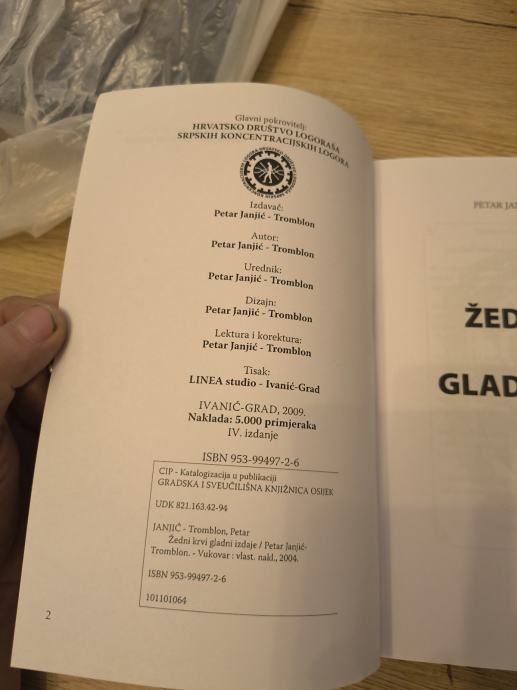 Glavni pokrovitelj:
HRVATSKO DRUŠTVO LOGORAŠA
SRPSKIH KONCENTRACIJSKIH LOGORA
Izdavač:
Petar Janjić - Tromblon
Autor:
Petar Janjić - Tromblon
Urednik:
Petar Janjić - Tromblon
Dizajn:
Petar Janjić - Tromblon
Lektura i korektura:
Petar Janjić - Tromblon
Tisak:
LINEA studio - Ivanić-Grad
IVANIĆ-GRAD, 2009.
Naklada: 5.000 primjeraka
IV. izdanje
ISBN 953-99497-2-6
CIP - Katalogizacija u publikaciji
GRADSKA I SVEUČILIŠNA KNJIŽNICA OSIJEK
UDK 821.163.42-94
JANJIĆ - Tromblon, Petar
Žedni krvi gladni izdaje / Petar Janjić-
Tromblon. - Vukovar : vlast. nakl., 2004.
ISBN 953-99497-2-6
101101064
2
PETAR JAN
ŽED
GLAD